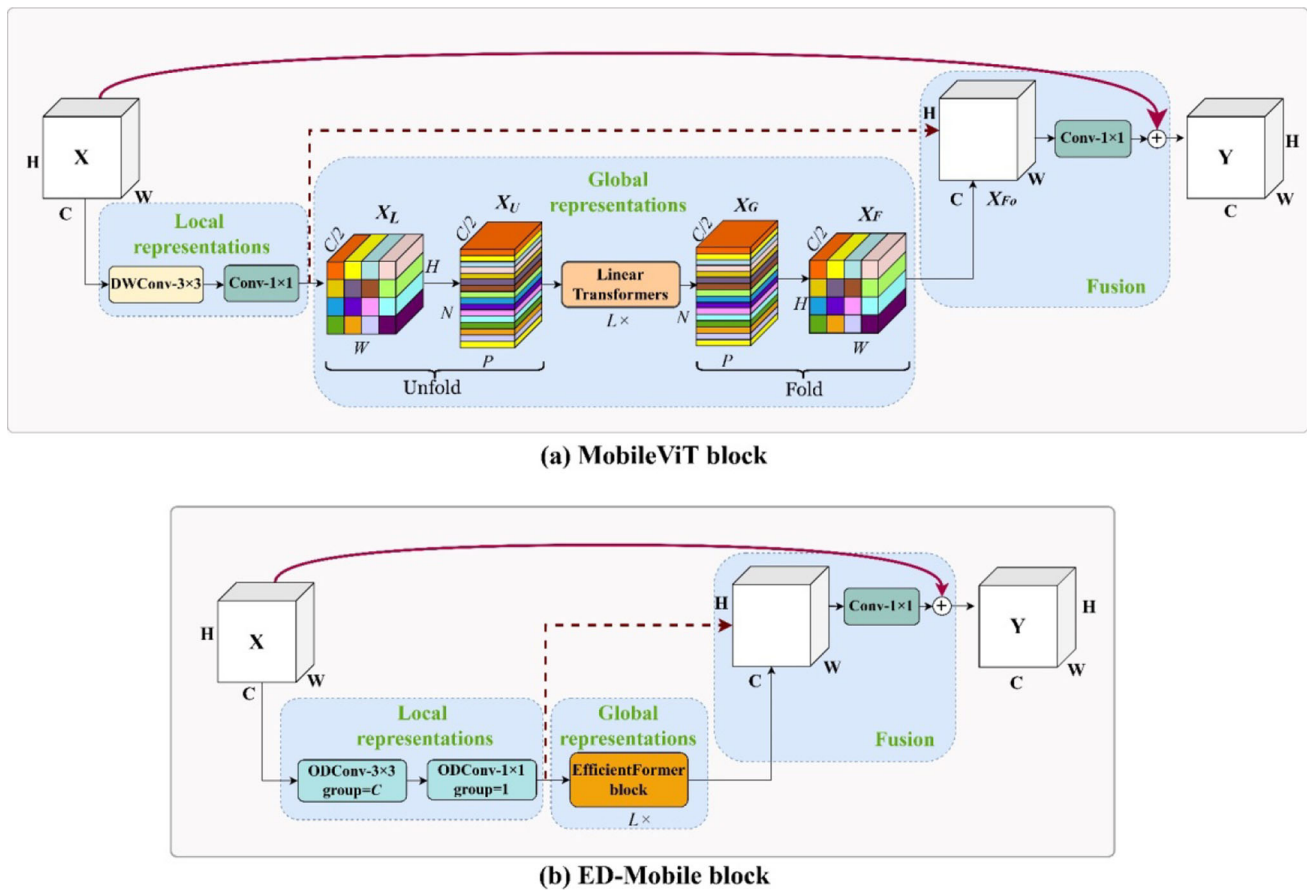 H
X
C
W
Local
representations
DWConv-3×3
Conv-1×1
Global
representations
C/2
X_L
H
W
C/2
X_U
N
P
Unfold
Linear
Transformers
L ×
C/2
X_G
N
P
C/2
X_F
H
W
Fold
H
W
C
X_Fo
Conv-1×1
+
Fusion
Y
H
W
C
(a) MobileViT block
H
X
C
W
Local
representations
ODConv-3×3
group=C
ODConv-1×1
group=1
Global
representations
EfficientFormer
block
L ×
H
W
C
Conv-1×1
+
Fusion
Y
H
W
C
(b) ED-Mobile block